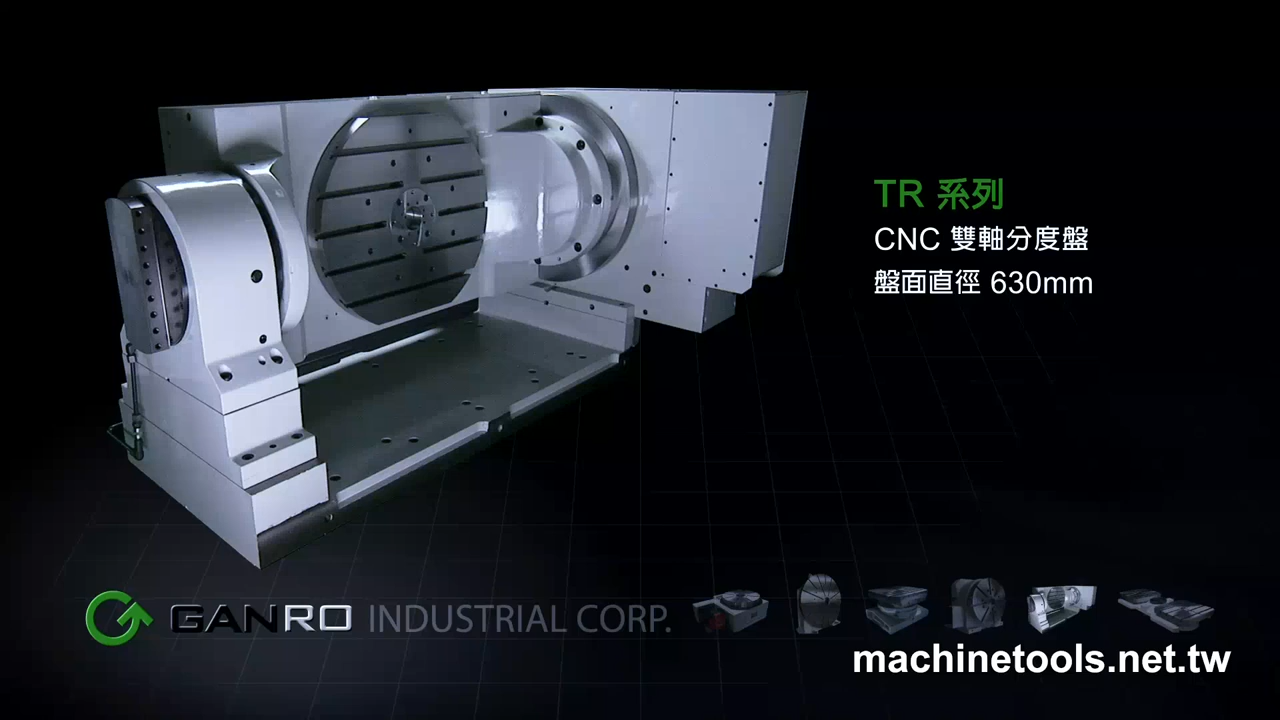 TR 系列
CNC 雙軸分度盤
盤面直徑 630mm
GANRO INDUSTRIAL CORP.
machinetools.net.tw